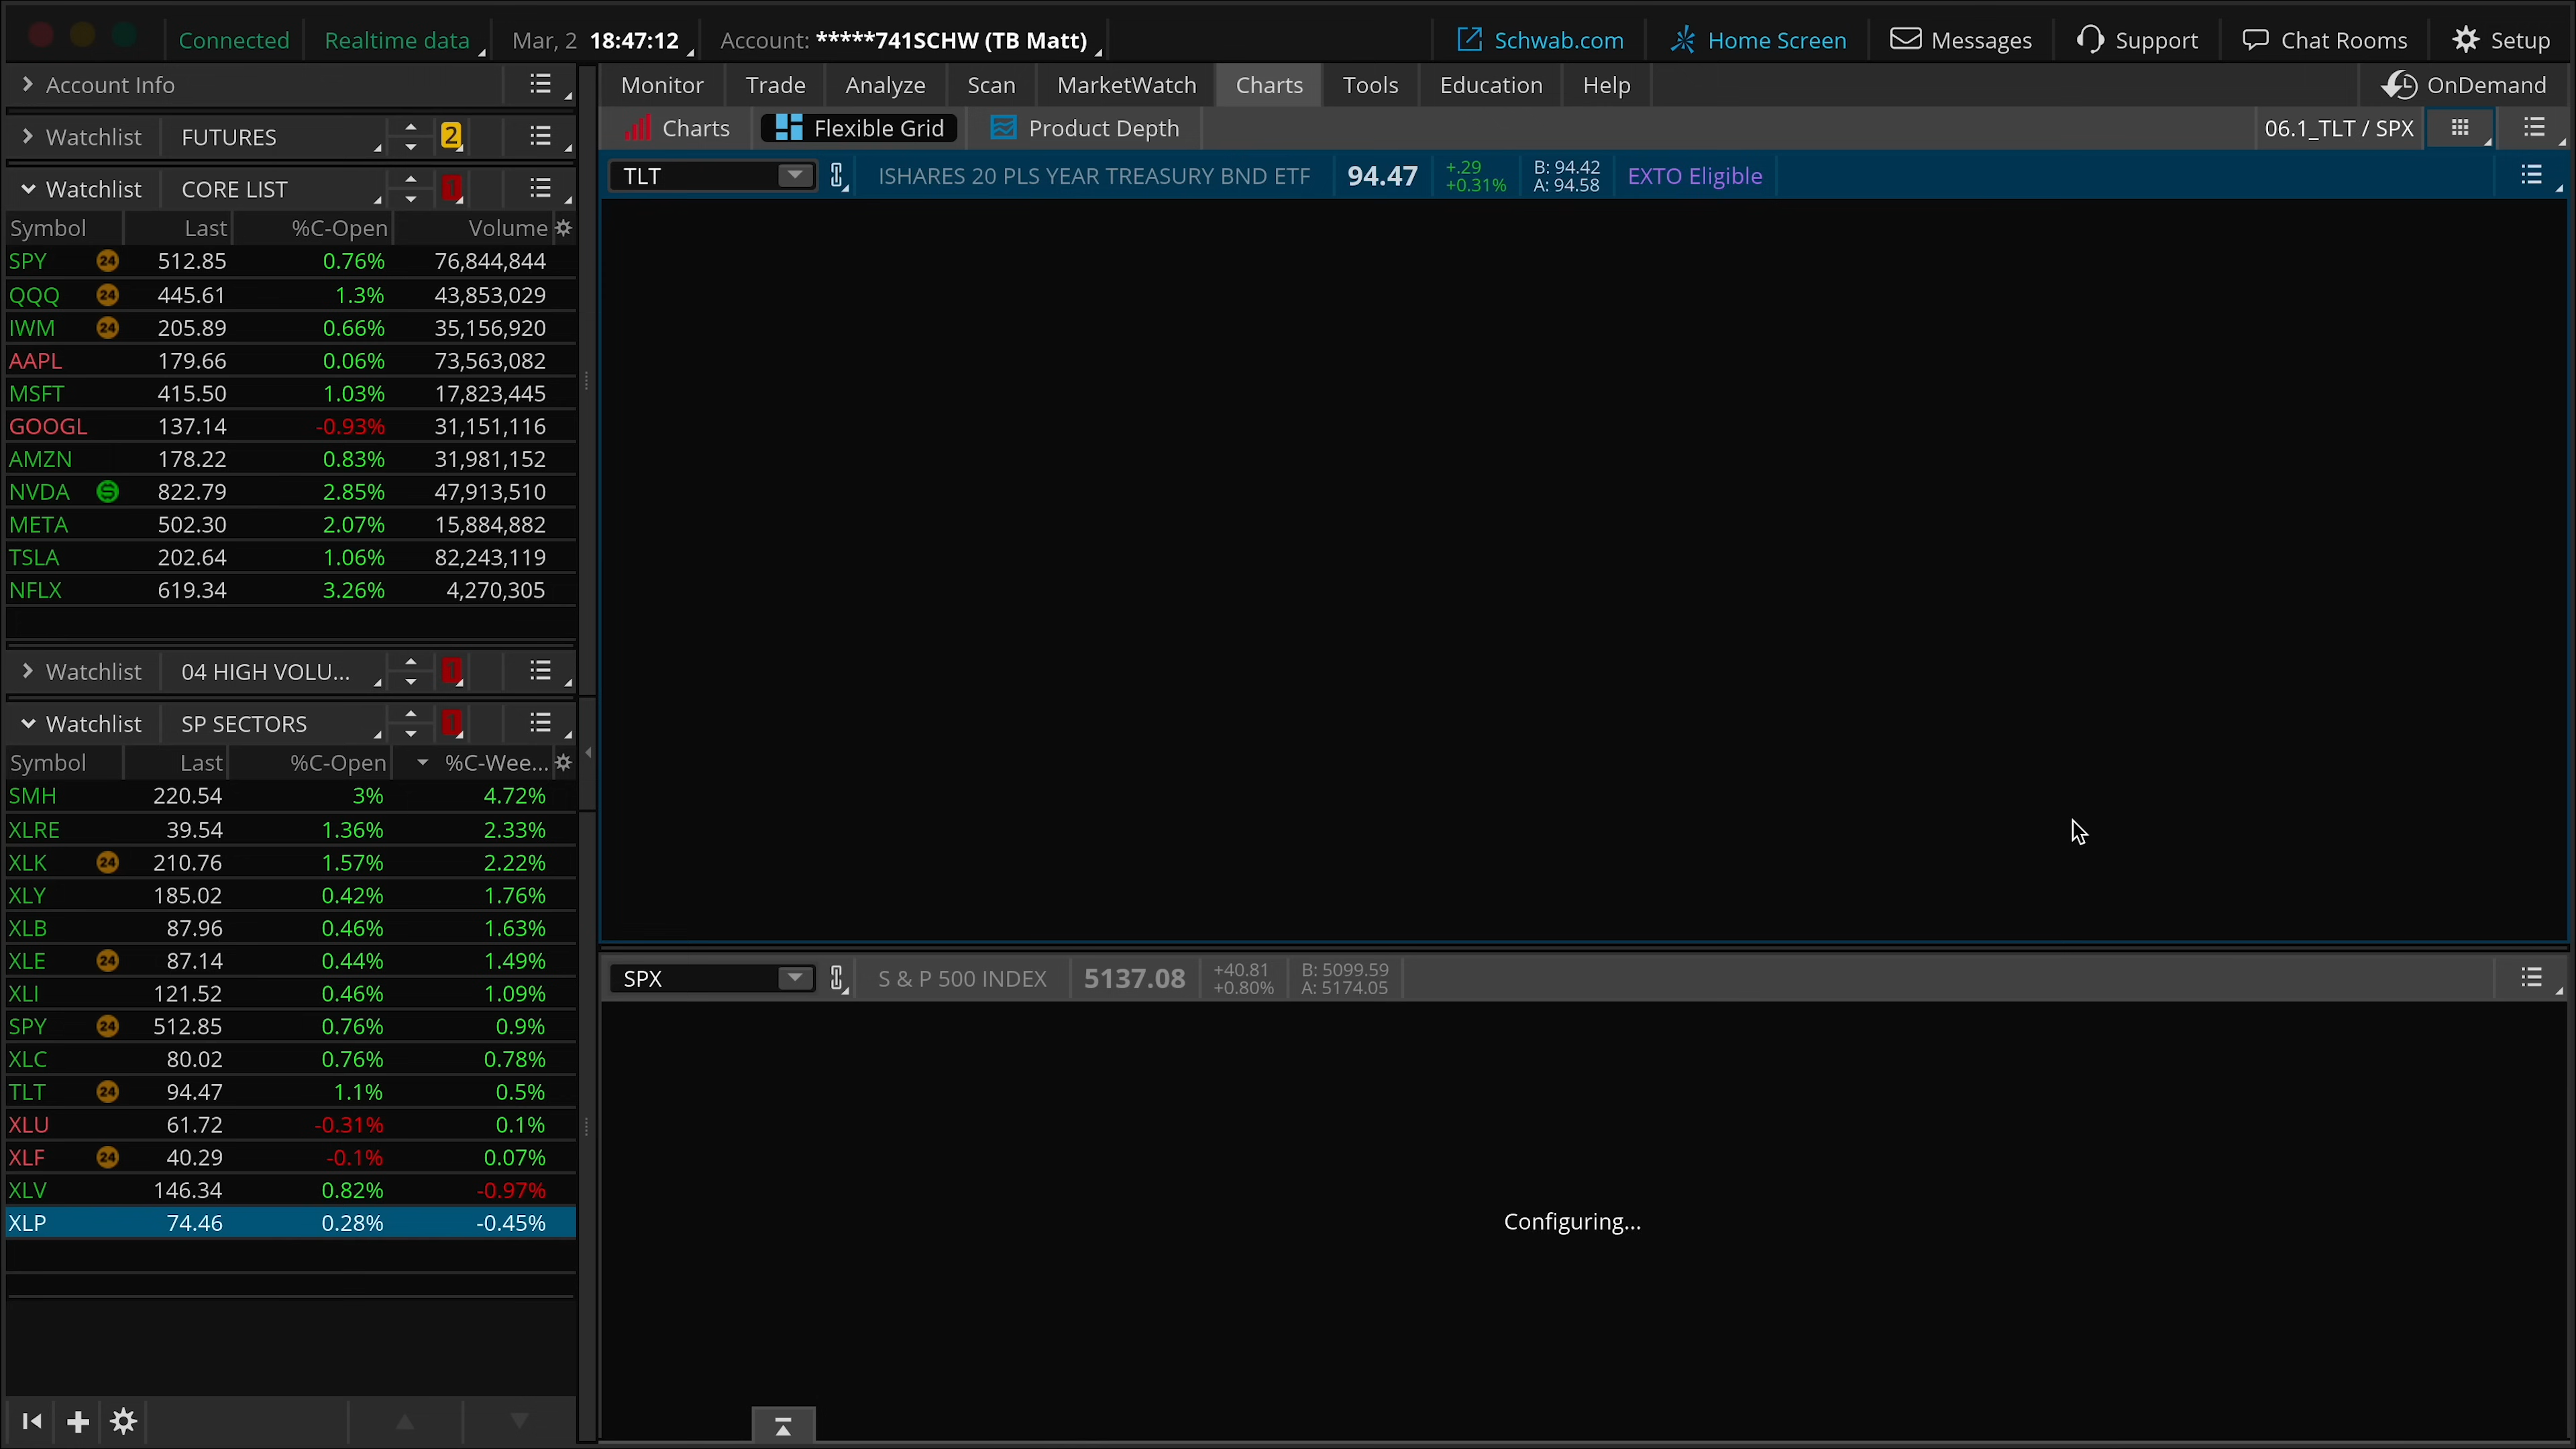 Connected Realtime data Mar, 2 18:47:12 Account: *****741SCHW (TB Matt) Schwab.com Home Screen Messages Support Chat Rooms Setup
Account Info
Monitor Trade Analyze Scan MarketWatch Charts Tools Education Help OnDemand
Watchlist FUTURES 2
Charts Flexible Grid Product Depth 06.1_TLT / SPX
TLT ISHARES 20 PLS YEAR TREASURY BND ETF 94.47 +.29 +0.31% B: 94.42 A: 94.58 EXTO Eligible
Watchlist CORE LIST 1
Symbol Last %C-Open Volume
SPY 24 512.85 0.76% 76,844,844
QQQ 24 445.61 1.3% 43,853,029
IWM 24 205.89 0.66% 35,156,920
AAPL 179.66 0.06% 73,563,082
MSFT 415.50 1.03% 17,823,445
GOOGL 137.14 -0.93% 31,151,116
AMZN 178.22 0.83% 31,981,152
NVDA 822.79 2.85% 47,913,510
META 502.30 2.07% 15,884,882
TSLA 202.64 1.06% 82,243,119
NFLX 619.34 3.26% 4,270,305
Watchlist 04 HIGH VOLU... 1
Watchlist SP SECTORS 1
Symbol Last %C-Open %C-Wee...
SMH 220.54 3% 4.72%
XLRE 39.54 1.36% 2.33%
XLK 24 210.76 1.57% 2.22%
XLY 185.02 0.42% 1.76%
XLB 87.96 0.46% 1.63%
XLE 24 87.14 0.44% 1.49%
XLI 121.52 0.46% 1.09%
SPY 24 512.85 0.76% 0.9%
XLC 80.02 0.76% 0.78%
TLT 24 94.47 1.1% 0.5%
XLU 61.72 -0.31% 0.1%
XLF 24 40.29 -0.1% 0.07%
XLV 146.34 0.82% -0.97%
XLP 74.46 0.28% -0.45%
SPX S & P 500 INDEX 5137.08 +40.81 +0.80% B: 5099.59 A: 5174.05
Configuring...